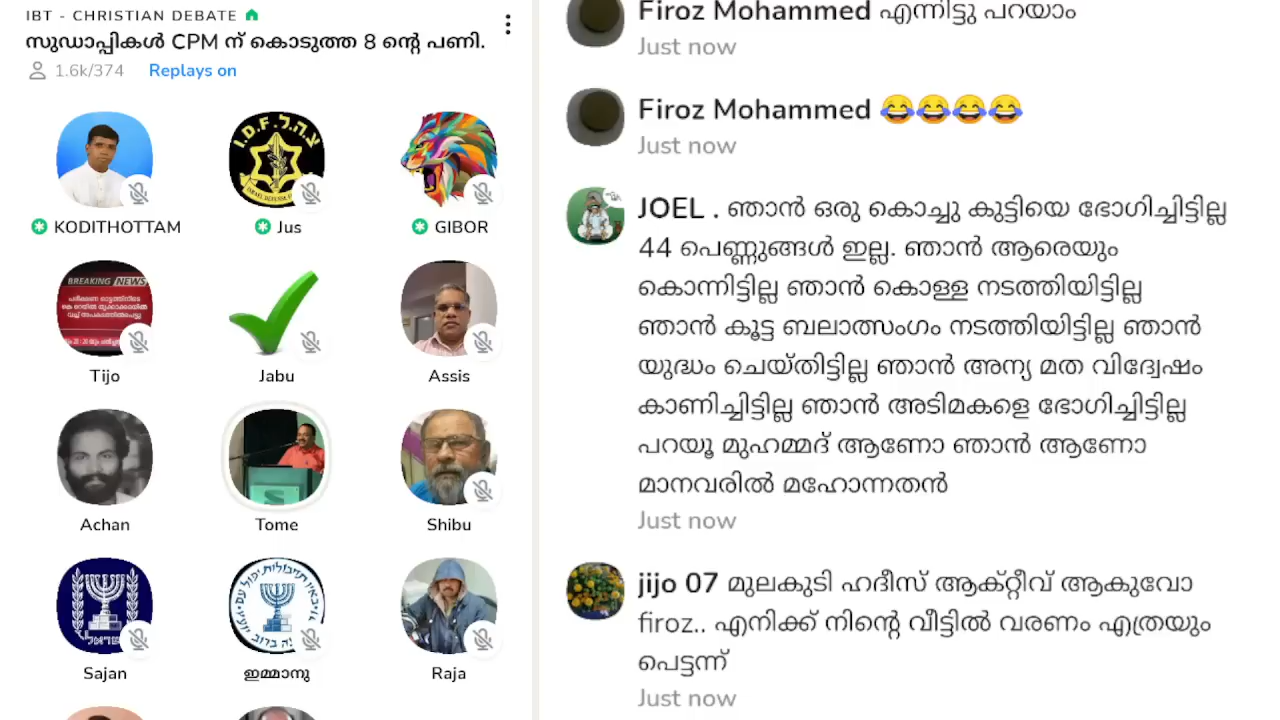 IBT - CHRISTIAN DEBATE
സുഡാപ്പികൾ CPM ന് കൊടുത്ത 8 ന്റെ പണി.
1.6k/374 Replays on
KODITHOTTAM
Jus
GIBOR
BREAKING NEWS
Tijo
Jabu
Assis
Achan
Tome
Shibu
Sajan
ഇമ്മാനു
Raja
Firoz Mohammed എന്നിട്ടു പറയാം
Just now
Firoz Mohammed 😂😂😂😂
Just now
JOEL . ഞാൻ ഒരു കൊച്ചു കുട്ടിയെ ഭോഗിച്ചിട്ടില്ല
44 പെണ്ണുങ്ങൾ ഇല്ല. ഞാൻ ആരെയും
കൊന്നിട്ടില്ല ഞാൻ കൊള്ള നടത്തിയിട്ടില്ല
ഞാൻ കൂട്ട ബലാത്സംഗം നടത്തിയിട്ടില്ല ഞാൻ
യുദ്ധം ചെയ്തിട്ടില്ല ഞാൻ അന്യ മത വിദ്വേഷം
കാണിച്ചിട്ടില്ല ഞാൻ അടിമകളെ ഭോഗിച്ചിട്ടില്ല
പറയൂ മുഹമ്മദ് ആണോ ഞാൻ ആണോ
മാനവരിൽ മഹോന്നതൻ
Just now
jijo 07 മുലകുടി ഹദീസ് ആക്റ്റീവ് ആകുവോ
firoz.. എനിക്ക് നിന്റെ വീട്ടിൽ വരണം എത്രയും
പെട്ടന്ന്
Just now